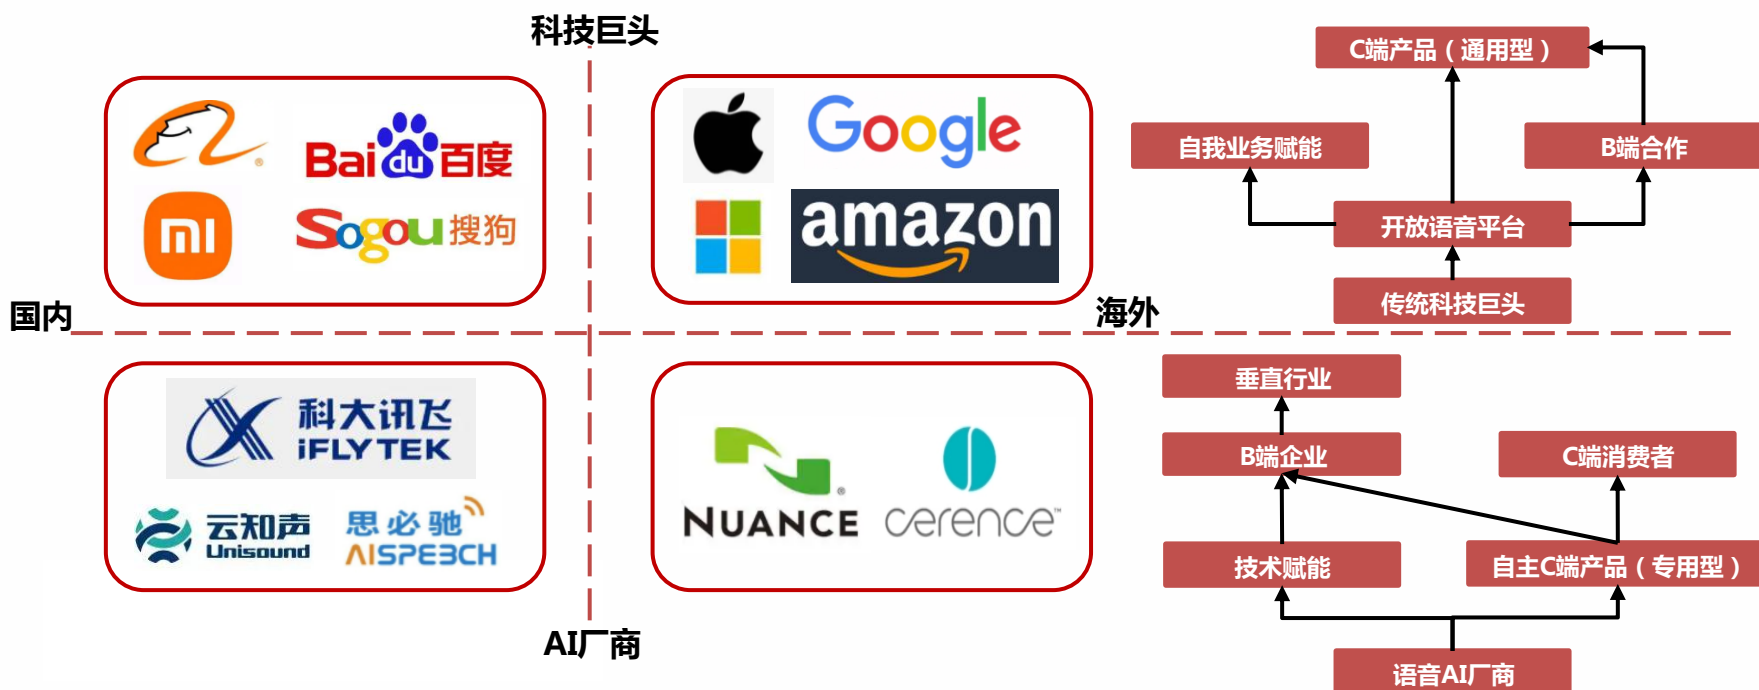 科技巨头
Bai du 百度
mi
Sogou 搜狗
Google
amazon
国内
海外
科大讯飞
iFLYTEK
云知声
Unisound
思必驰
AISPEECH
NUANCE
cerence™
AI厂商
C端产品（通用型）
自我业务赋能
B端合作
开放语音平台
传统科技巨头
垂直行业
B端企业
C端消费者
技术赋能
自主C端产品（专用型）
语音AI厂商